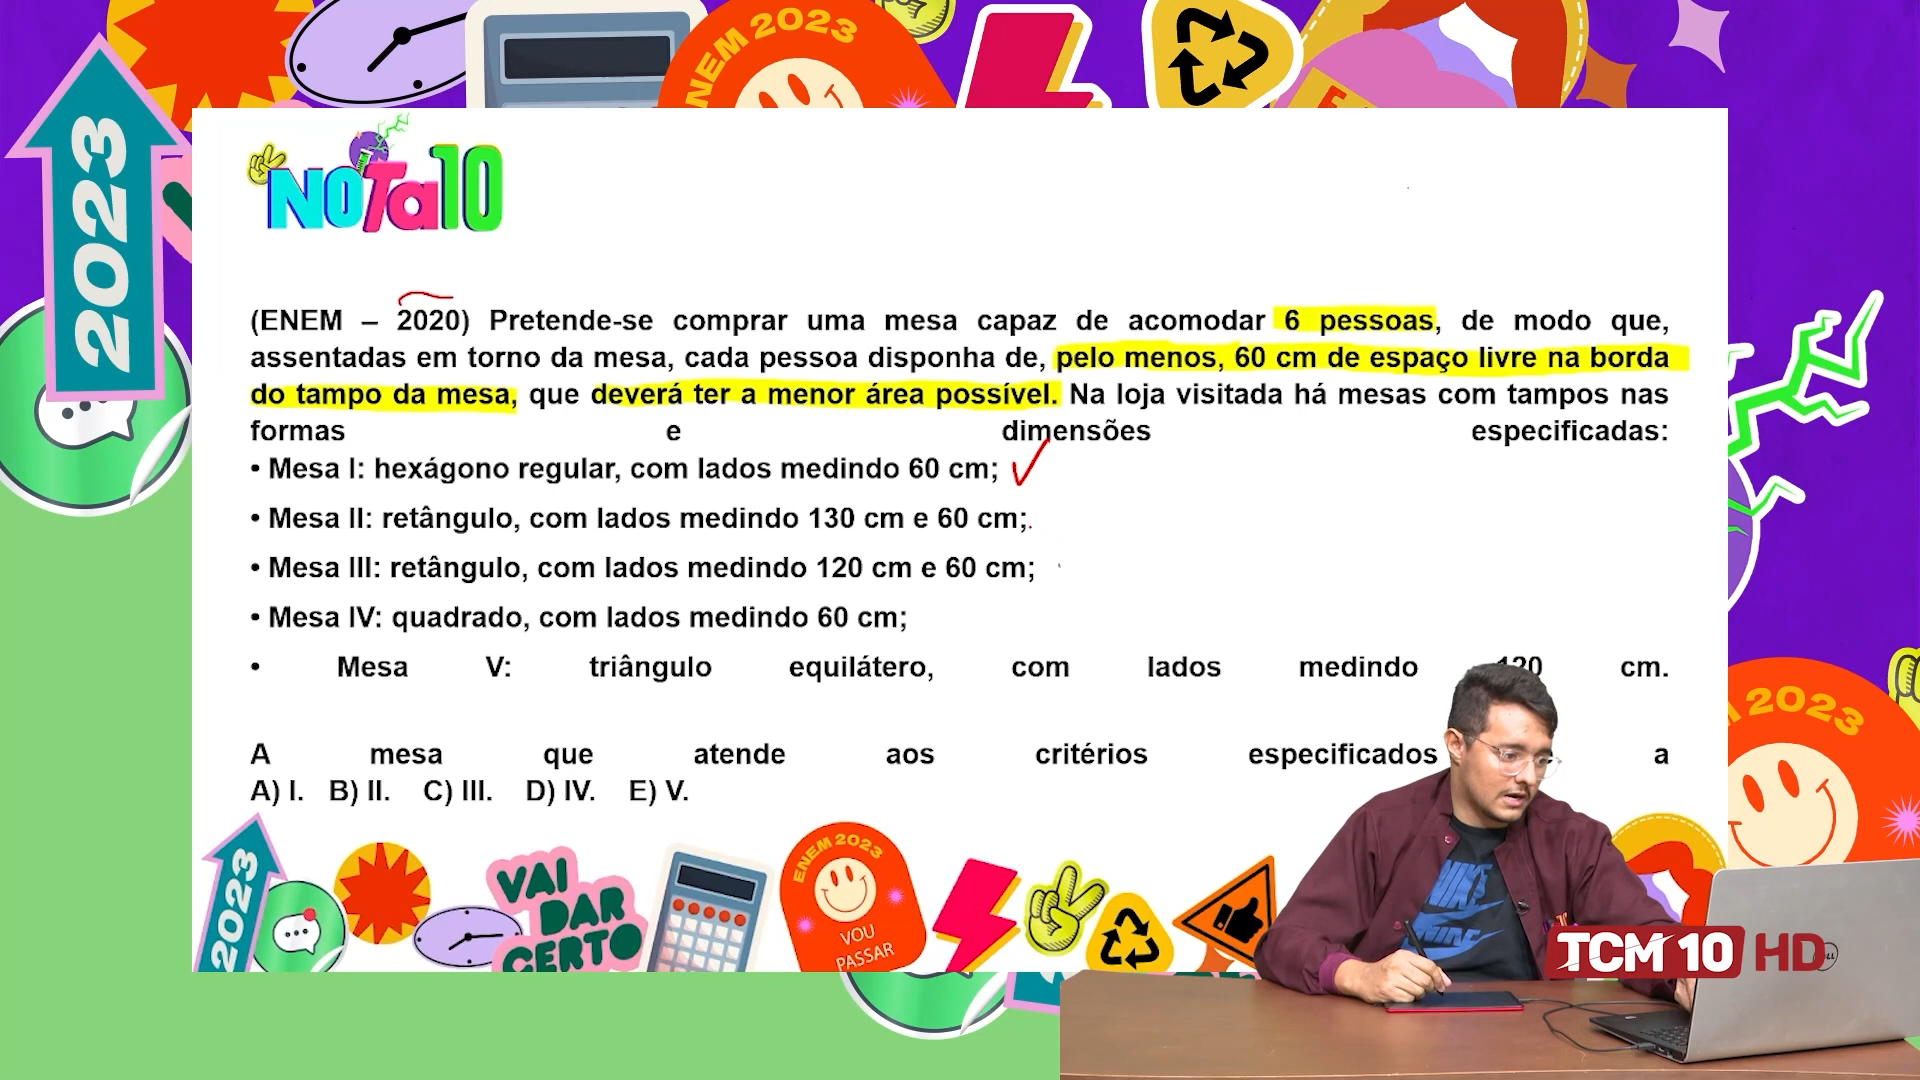 ENEM 2023
2023
NoTa10
(ENEM – 2020) Pretende-se comprar uma mesa capaz de acomodar 6 pessoas, de modo que,
assentadas em torno da mesa, cada pessoa disponha de, pelo menos, 60 cm de espaço livre na borda
do tampo da mesa, que deverá ter a menor área possível. Na loja visitada há mesas com tampos nas
formas e dimensões especificadas:
• Mesa I: hexágono regular, com lados medindo 60 cm;
• Mesa II: retângulo, com lados medindo 130 cm e 60 cm;
• Mesa III: retângulo, com lados medindo 120 cm e 60 cm;
• Mesa IV: quadrado, com lados medindo 60 cm;
• Mesa V: triângulo equilátero, com lados medindo 120 cm.
A mesa que atende aos critérios especificados a
A) I. B) II. C) III. D) IV. E) V.
2023
2023
VAI
DAR
CERTO
ENEM 2023
VOU
PASSAR
NIKE
TCM 10 HD